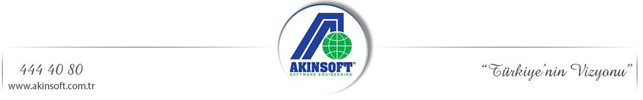 AKINSOFT®
SOFTWARE ENGINEERING
444 40 80
www.akinsoft.com.tr
“Türkiye'nin Vizyonu”